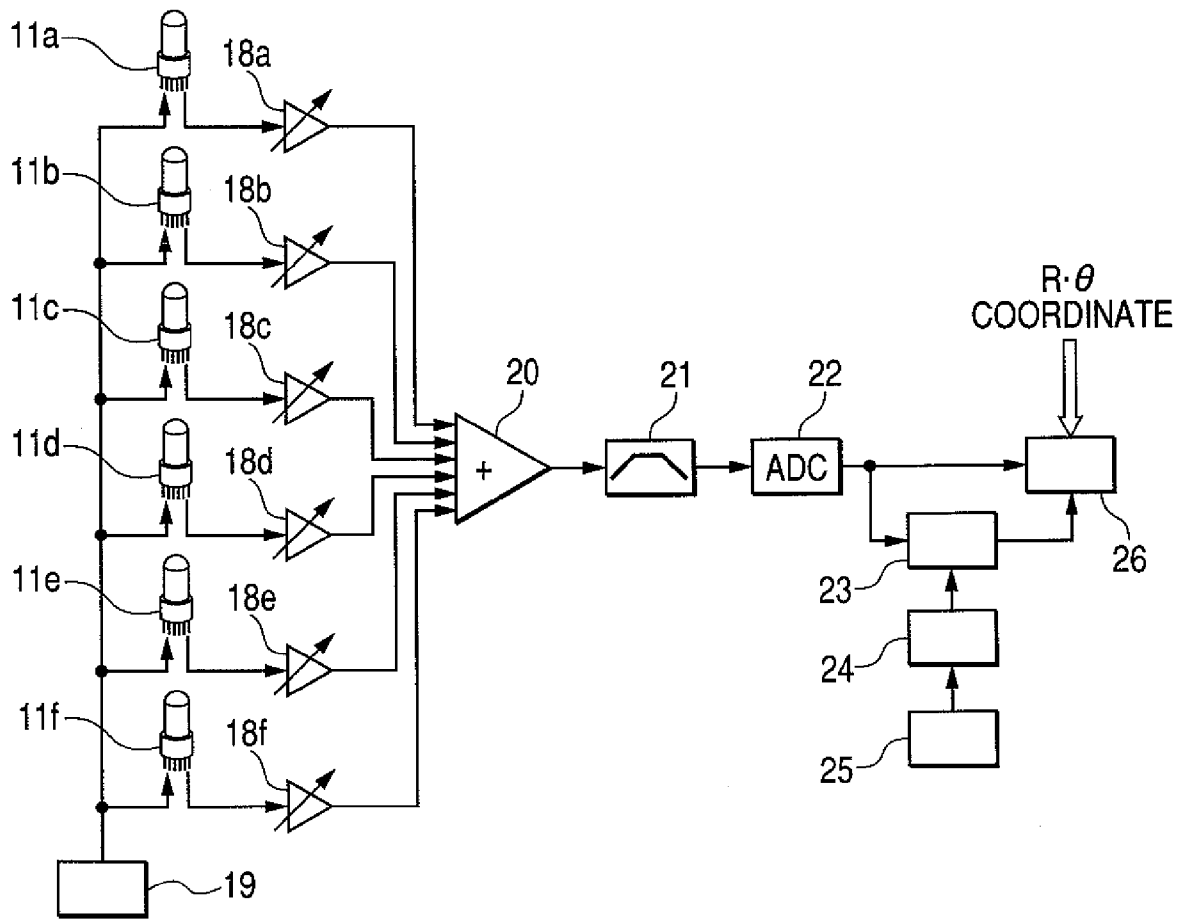 11a
18a
11b
18b
11c
18c
11d
18d
11e
18e
11f
18f
19
20
+
21
22
ADC
R·θ
COORDINATE
26
23
24
25